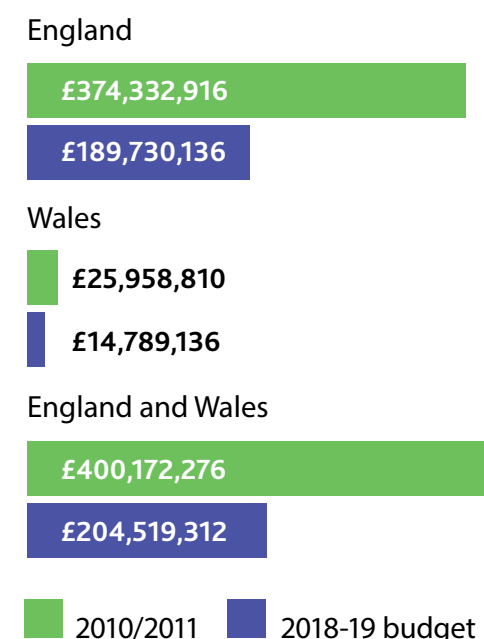 England
£374,332,916
£189,730,136
Wales
£25,958,810
£14,789,136
England and Wales
£400,172,276
£204,519,312
2010/2011 2018-19 budget